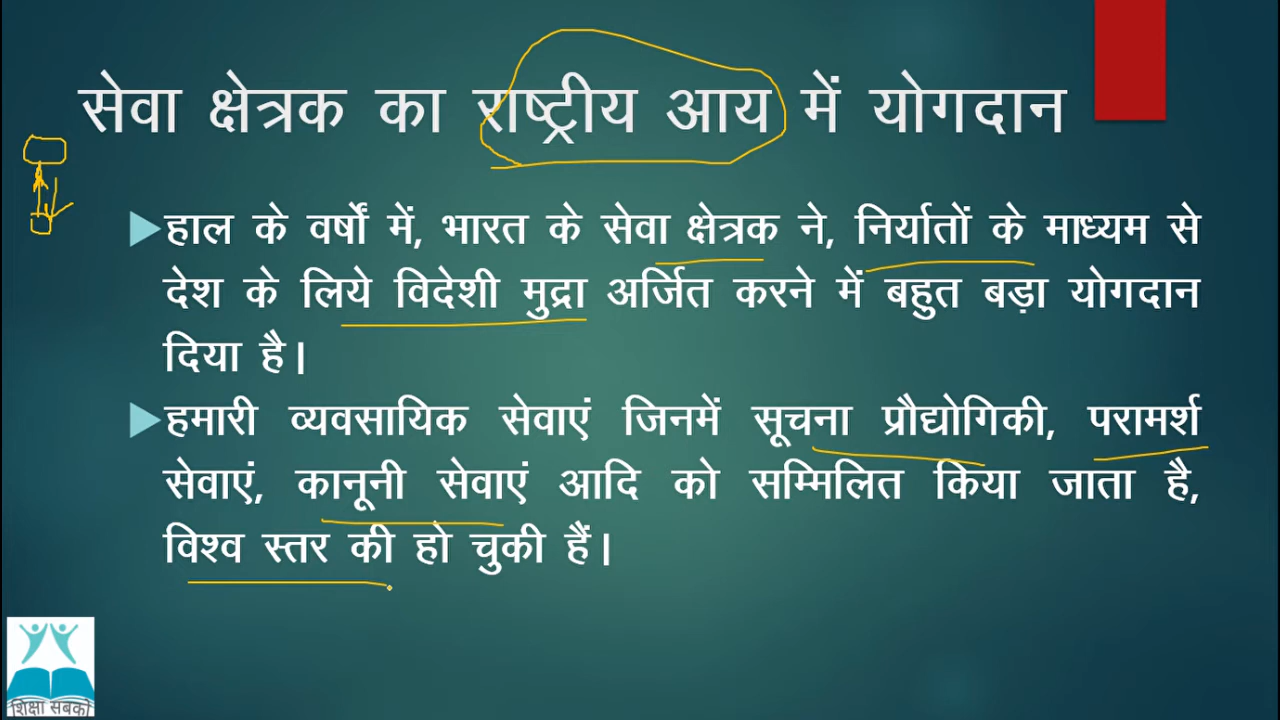 सेवा क्षेत्रक का राष्ट्रीय आय में योगदान
हाल के वर्षों में, भारत के सेवा क्षेत्रक ने, निर्यातों के माध्यम से
देश के लिये विदेशी मुद्रा अर्जित करने में बहुत बड़ा योगदान
दिया है।
हमारी व्यवसायिक सेवाएं जिनमें सूचना प्रौद्योगिकी, परामर्श
सेवाएं, कानूनी सेवाएं आदि को सम्मिलित किया जाता है,
विश्व स्तर की हो चुकी हैं।
शिक्षा सबको